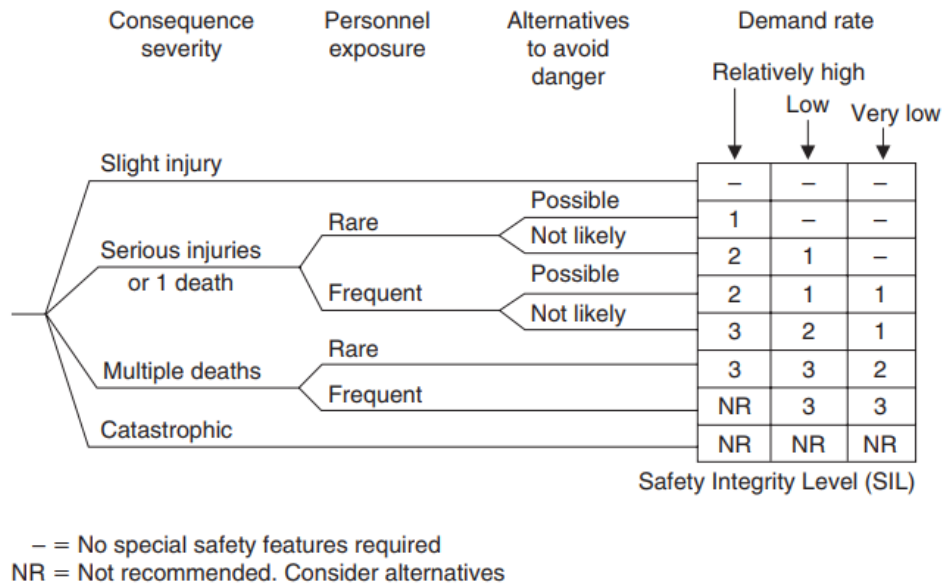 Consequence severity
Personnel exposure
Alternatives to avoid danger
Demand rate
Relatively high
Low
Very low
Slight injury
– – –
Possible
Rare
1 – –
Not likely
Serious injuries or 1 death
2 1 –
Possible
Frequent
2 1 1
Not likely
3 2 1
Rare
Multiple deaths
3 3 2
Frequent
NR 3 3
Catastrophic
NR NR NR
Safety Integrity Level (SIL)
– = No special safety features required
NR = Not recommended. Consider alternatives